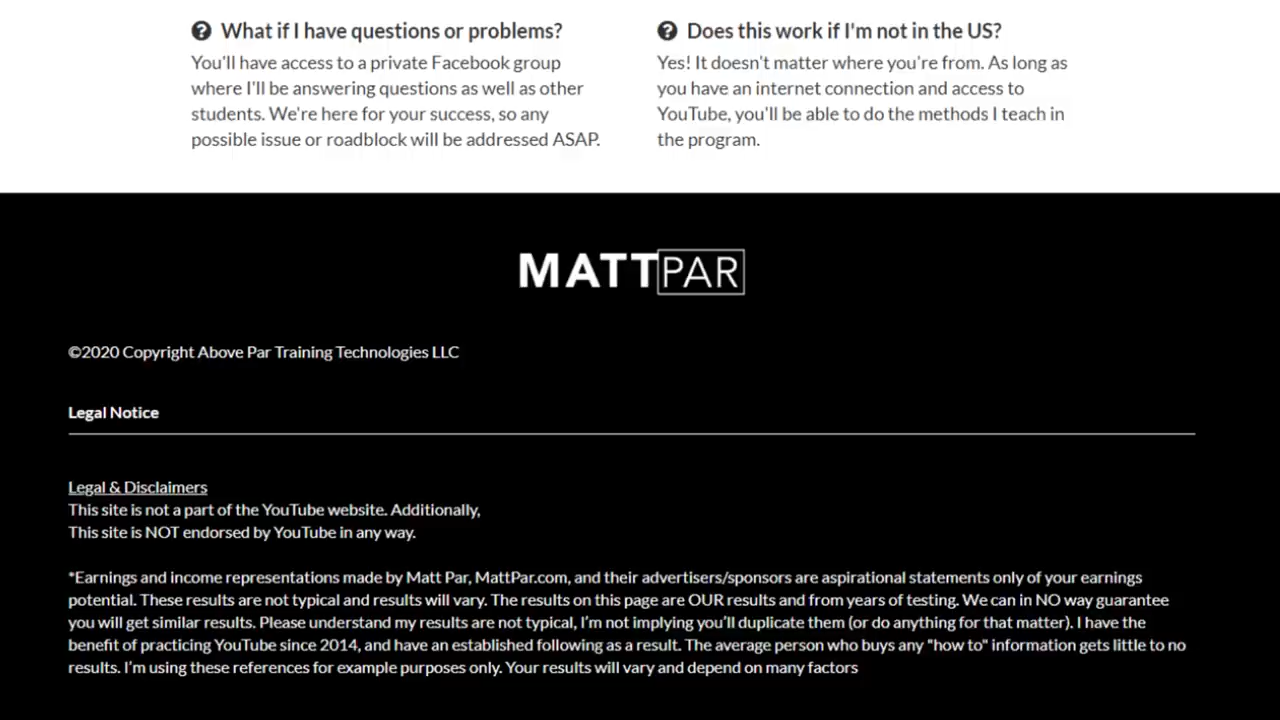 What if I have questions or problems?
You'll have access to a private Facebook group
where I'll be answering questions as well as other
students. We're here for your success, so any
possible issue or roadblock will be addressed ASAP.
Does this work if I'm not in the US?
Yes! It doesn't matter where you're from. As long as
you have an internet connection and access to
YouTube, you'll be able to do the methods I teach in
the program.
MATTPAR
©2020 Copyright Above Par Training Technologies LLC
Legal Notice
Legal & Disclaimers
This site is not a part of the YouTube website. Additionally,
This site is NOT endorsed by YouTube in any way.
*Earnings and income representations made by Matt Par, MattPar.com, and their advertisers/sponsors are aspirational statements only of your earnings
potential. These results are not typical and results will vary. The results on this page are OUR results and from years of testing. We can in NO way guarantee
you will get similar results. Please understand my results are not typical, I'm not implying you'll duplicate them (or do anything for that matter). I have the
benefit of practicing YouTube since 2014, and have an established following as a result. The average person who buys any "how to" information gets little to no
results. I'm using these references for example purposes only. Your results will vary and depend on many factors